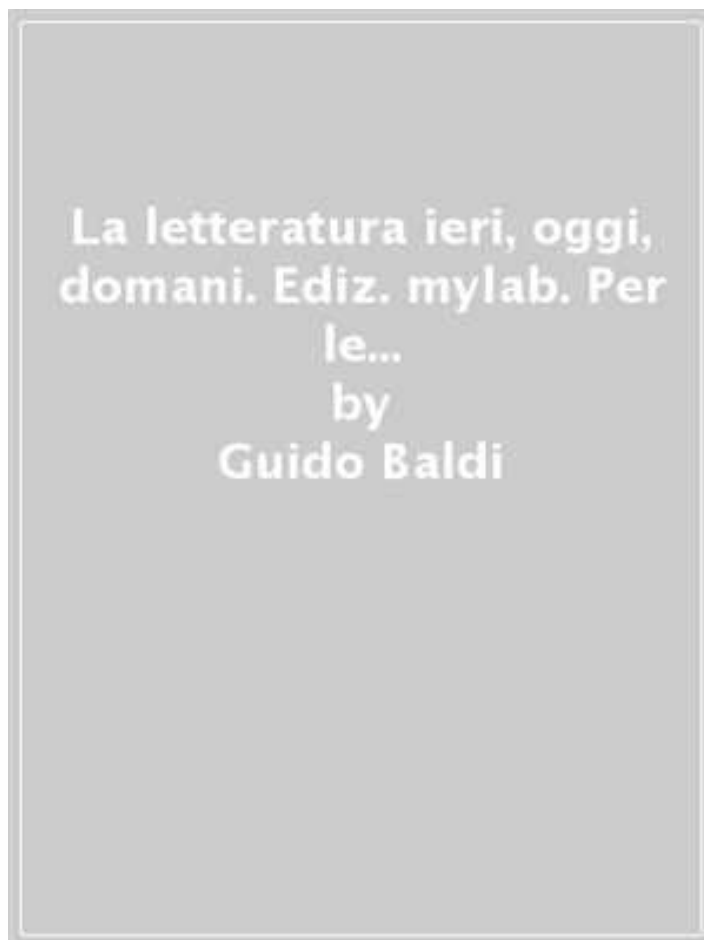 La letteratura ieri, oggi,
domani. Ediz. mylab. Per
le...
by
Guido Baldi